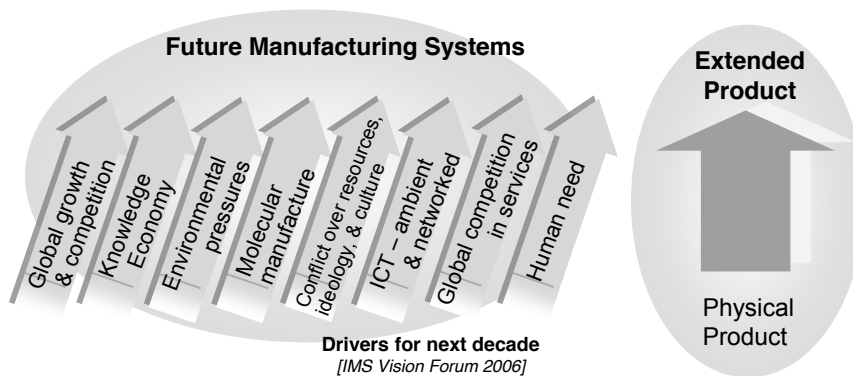 Future Manufacturing Systems
Global growth
& competition
Knowledge
Economy
Environmental
pressures
Molecular
manufacture
Conflict over resources,
ideology, & culture
ICT – ambient
& networked
Global competition
in services
Human need
Drivers for next decade
[IMS Vision Forum 2006]
Extended
Product
Physical
Product